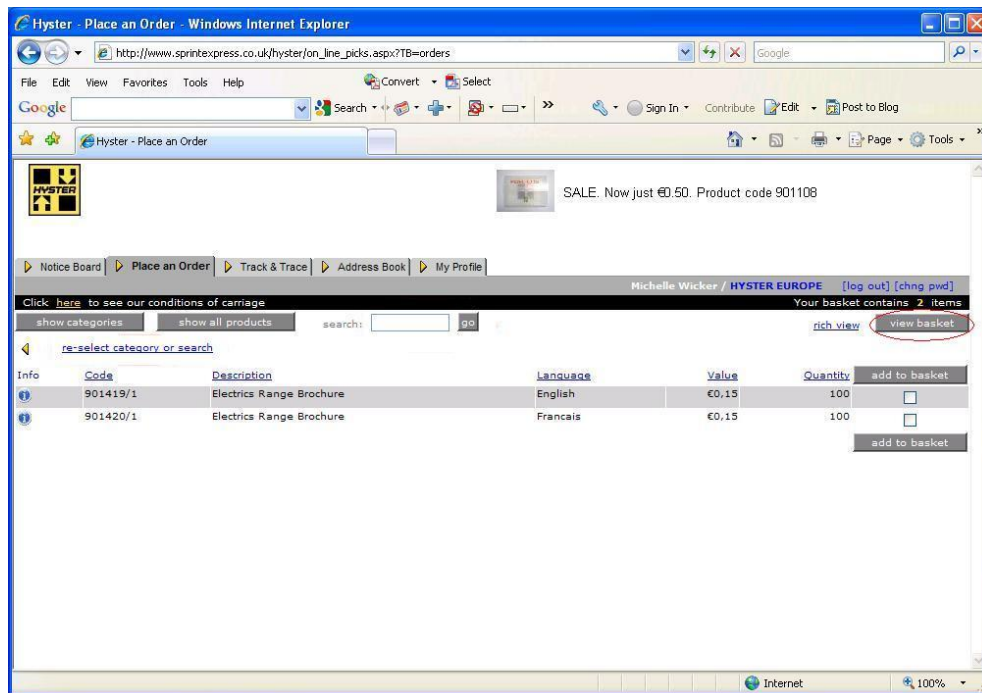 Hyster - Place an Order - Windows Internet Explorer
http://www.sprintexpress.co.uk/hyster/on_line_picks.aspx?TB=orders
Google
File Edit View Favorites Tools Help Convert Select
Google Search » Sign In Contribute Edit Post to Blog
Hyster - Place an Order Page Tools »
HYSTER
SALE. Now just €0.50. Product code 901108
Notice Board Place an Order Track & Trace Address Book My Profile
Michelle Wicker / HYSTER EUROPE [log out] [chng pwd]
Click here to see our conditions of carriage Your basket contains 2 items
show categories show all products search: go rich view view basket
re-select category or search
Info Code Description Language Value Quantity add to basket
901419/1 Electrics Range Brochure English €0,15 100
901420/1 Electrics Range Brochure Francais €0,15 100
add to basket
Internet 100%